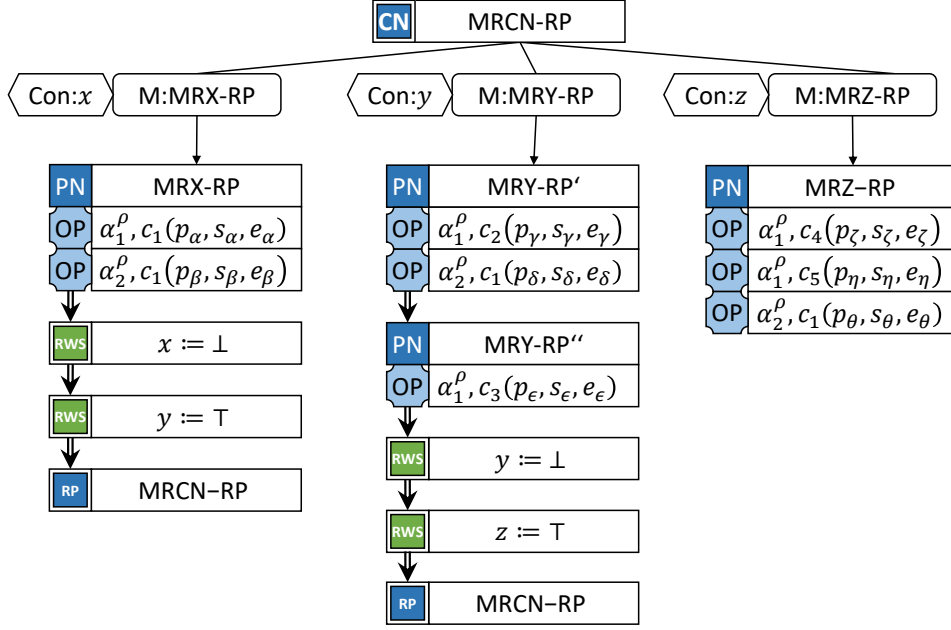 CN MRCN-RP
Con:𝑥 M:MRX-RP Con:𝑦 M:MRY-RP Con:𝑧 M:MRZ-RP
PN MRX-RP
OP α₁^ρ, c₁(p_α, s_α, e_α)
OP α₂^ρ, c₁(p_β, s_β, e_β)
RWS x ≔ ⊥
RWS y ≔ ⊤
RP MRCN−RP
PN MRY-RP‘
OP α₁^ρ, c₂(p_γ, s_γ, e_γ)
OP α₂^ρ, c₁(p_δ, s_δ, e_δ)
PN MRY-RP‘‘
OP α₁^ρ, c₃(p_ϵ, s_ϵ, e_ϵ)
RWS y ≔ ⊥
RWS z ≔ ⊤
RP MRCN−RP
PN MRZ−RP
OP α₁^ρ, c₄(p_ζ, s_ζ, e_ζ)
OP α₁^ρ, c₅(p_η, s_η, e_η)
OP α₂^ρ, c₁(p_θ, s_θ, e_θ)